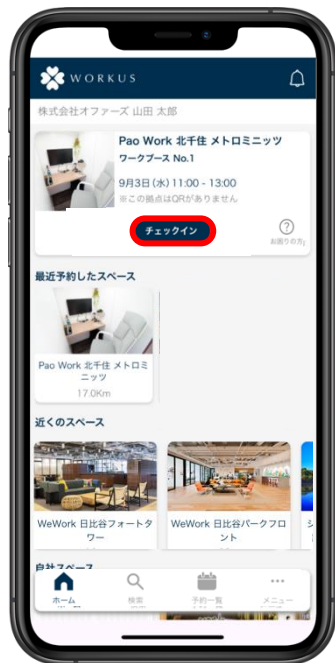 WORKUS
株式会社オファーズ 山田 太郎
Pao Work 北千住 メトロミニッツ
ワークブース No.1
9月3日(水) 11:00 - 13:00
※この拠点はQRがありません
チェックイン
?
お困りの方
最近予約したスペース
Pao Work 北千住 メトロミ
ニッツ
17.0Km
近くのスペース
WeWork 日比谷フォートタ
ワー
WeWork 日比谷パークフロ
ント
自社スペース
ホーム
検索
予約一覧
メニュー